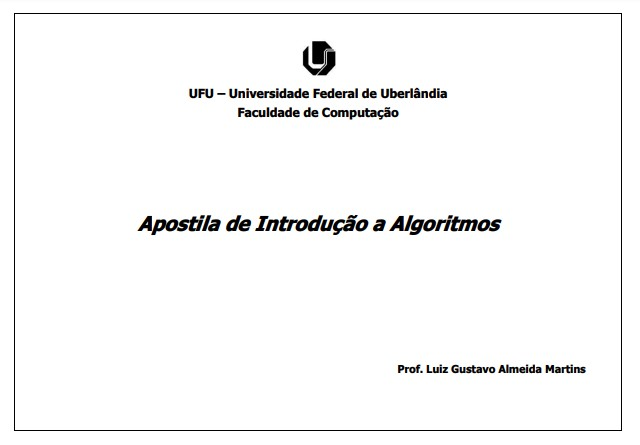 UFU – Universidade Federal de Uberlândia
Faculdade de Computação
Apostila de Introdução a Algoritmos
Prof. Luiz Gustavo Almeida Martins